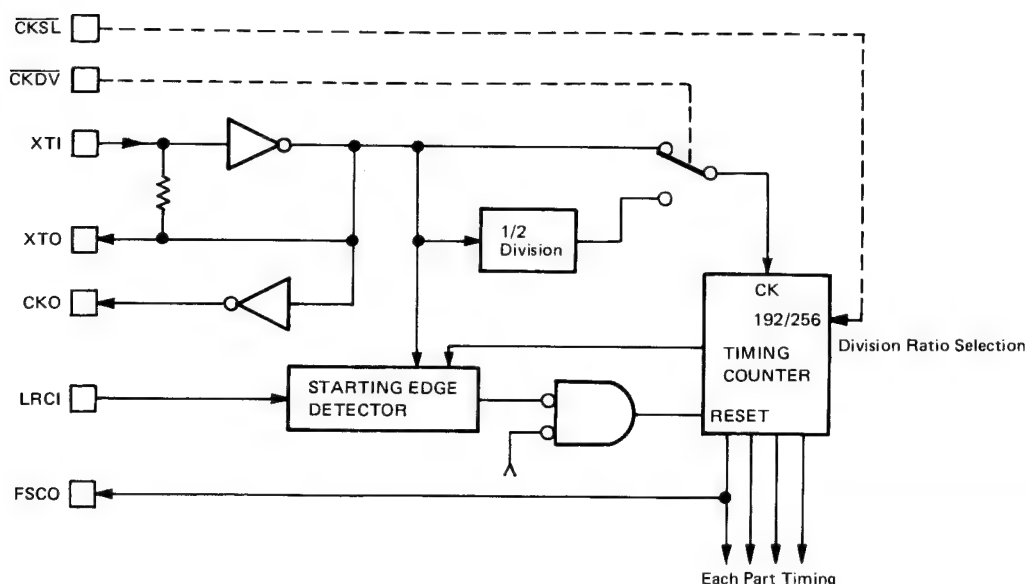 CKSL
CKDV
XTI
XTO
CKO
LRCI
FSCO
1/2
Division
CK
192/256
TIMING
COUNTER
RESET
Division Ratio Selection
STARTING EDGE
DETECTOR
Each Part Timing